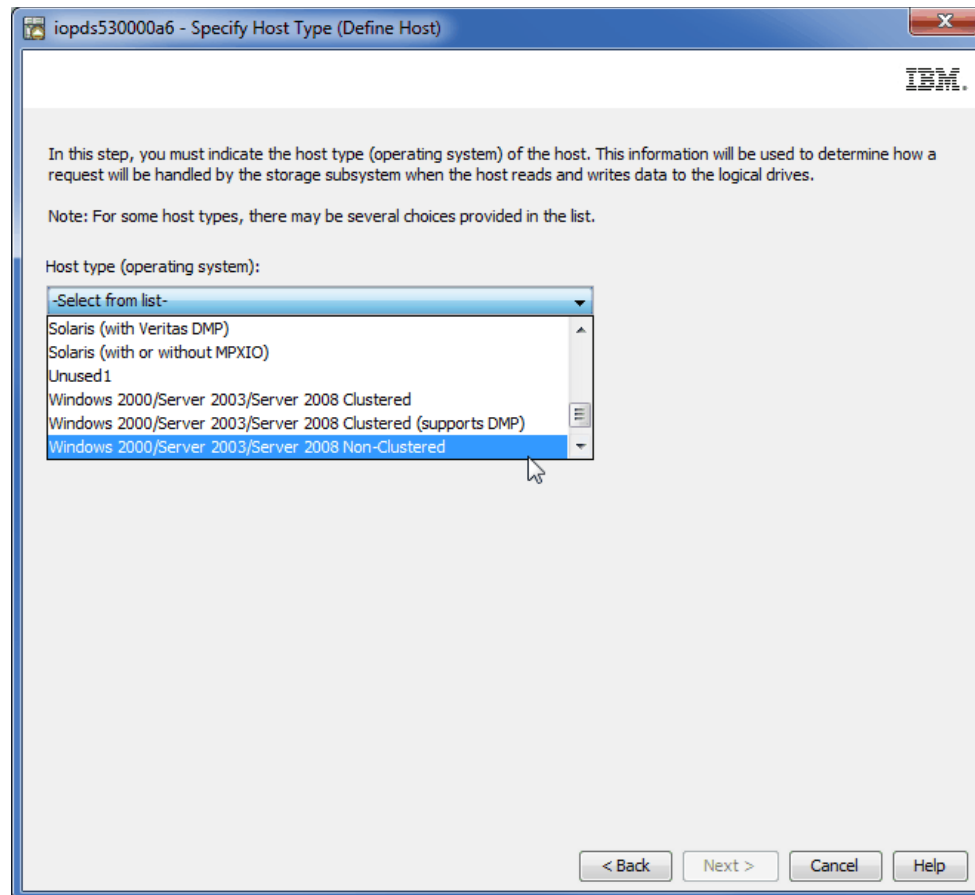 iopds530000a6 - Specify Host Type (Define Host)
IBM.
In this step, you must indicate the host type (operating system) of the host. This information will be used to determine how a
request will be handled by the storage subsystem when the host reads and writes data to the logical drives.
Note: For some host types, there may be several choices provided in the list.
Host type (operating system):
-Select from list-
Solaris (with Veritas DMP)
Solaris (with or without MPXIO)
Unused1
Windows 2000/Server 2003/Server 2008 Clustered
Windows 2000/Server 2003/Server 2008 Clustered (supports DMP)
Windows 2000/Server 2003/Server 2008 Non-Clustered
< Back Next > Cancel Help